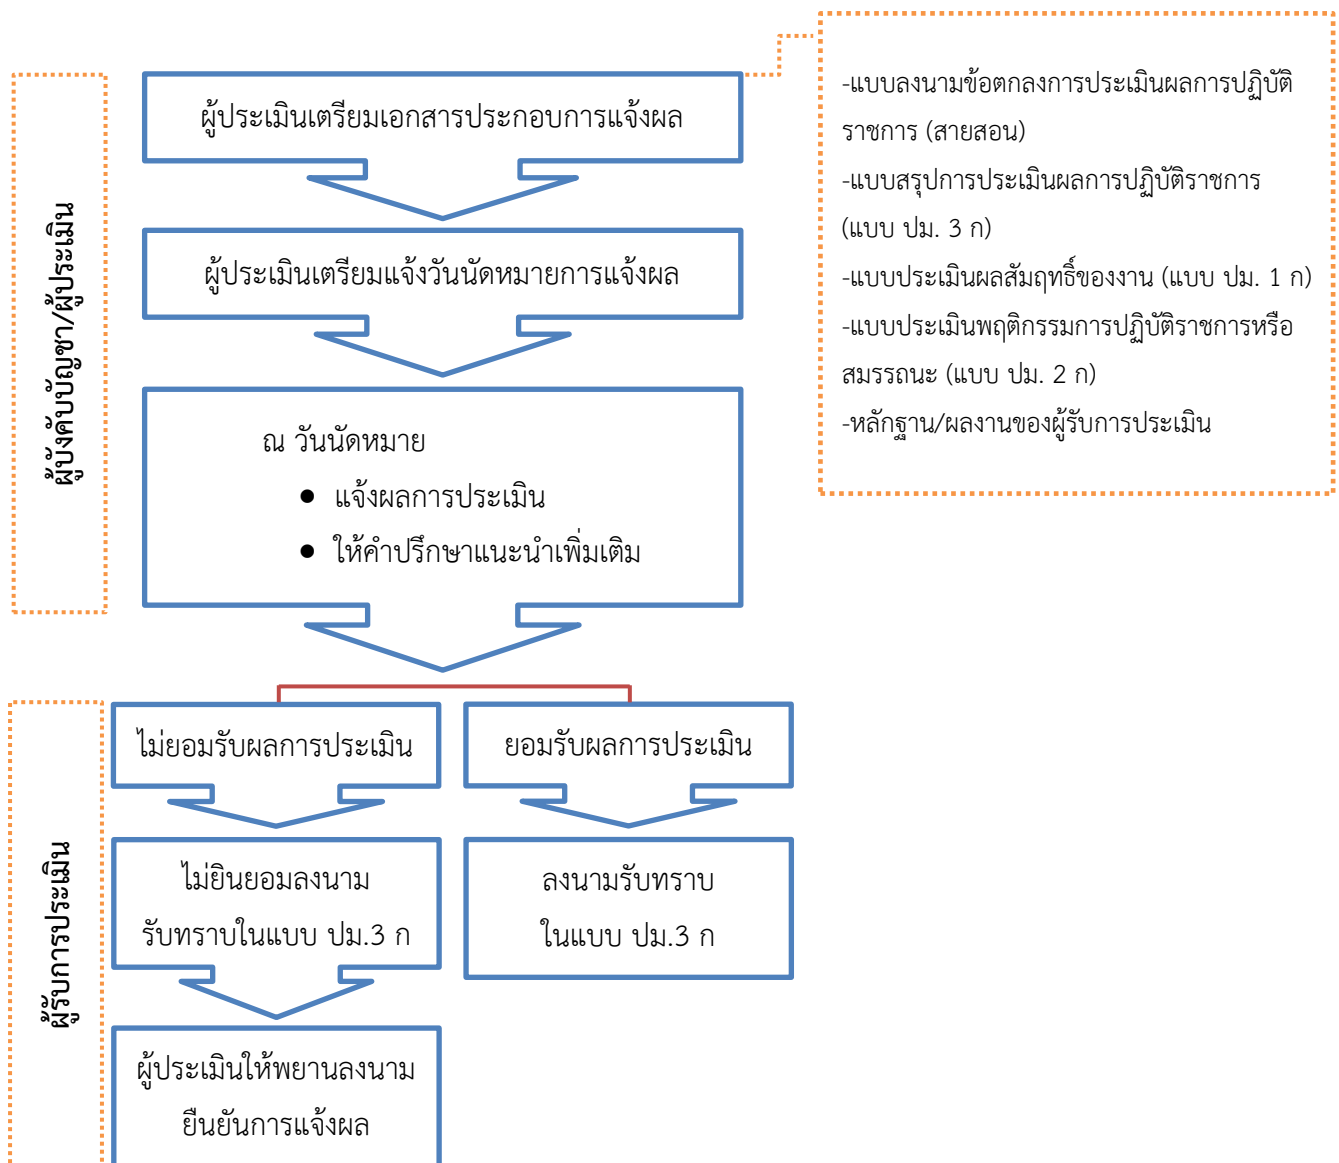 ผู้บังคับบัญชา/ผู้ประเมิน
ผู้ประเมินเตรียมเอกสารประกอบการแจ้งผล
-แบบลงนามข้อตกลงการประเมินผลการปฏิบัติ
ราชการ (สายสอน)
-แบบสรุปการประเมินผลการปฏิบัติราชการ
(แบบ ปม. 3 ก)
-แบบประเมินผลสัมฤทธิ์ของงาน (แบบ ปม. 1 ก)
-แบบประเมินพฤติกรรมการปฏิบัติราชการหรือ
สมรรถนะ (แบบ ปม. 2 ก)
-หลักฐาน/ผลงานของผู้รับการประเมิน
ผู้ประเมินเตรียมแจ้งวันนัดหมายการแจ้งผล
ณ วันนัดหมาย
● แจ้งผลการประเมิน
● ให้คำปรึกษาแนะนำเพิ่มเติม
ผู้รับการประเมิน
ไม่ยอมรับผลการประเมิน
ยอมรับผลการประเมิน
ไม่ยินยอมลงนาม
รับทราบในแบบ ปม.3 ก
ลงนามรับทราบ
ในแบบ ปม.3 ก
ผู้ประเมินให้พยานลงนาม
ยืนยันการแจ้งผล